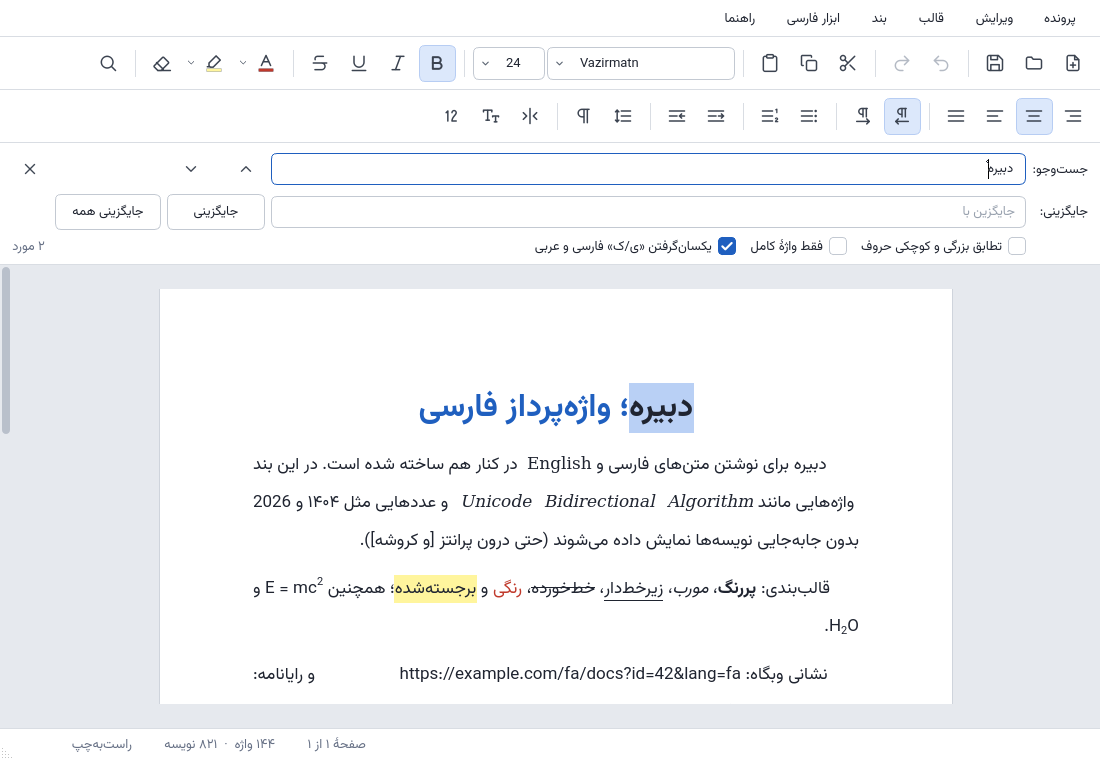 پرونده ویرایش قالب بند ابزار فارسی راهنما
Vazirmatn 24
۱۲
جست‌وجو: دبیره
جایگزینی: جایگزین با جایگزینی جایگزینی همه
تطابق بزرگی و کوچکی حروف فقط واژهٔ کامل یکسان‌گرفتن «ی/ک» فارسی و عربی ۲ مورد
دبیره؛ واژه‌پرداز فارسی
دبیره برای نوشتن متن‌های فارسی و English در کنار هم ساخته شده است. در این بند
واژه‌هایی مانند Unicode Bidirectional Algorithm و عددهایی مثل ۱۴۰۴ و 2026
بدون جابه‌جایی نویسه‌ها نمایش داده می‌شوند (حتی درون پرانتز [و کروشه]).
قالب‌بندی: پررنگ، مورب، زیرخط‌دار، خط‌خورده، رنگی و برجسته‌شده؛ همچنین E = mc² و
H₂O.
نشانی وبگاه: https://example.com/fa/docs?id=42&lang=fa و رایانامه:
صفحهٔ ۱ از ۱ ۱۴۴ واژه · ۸۲۱ نویسه راست‌به‌چپ